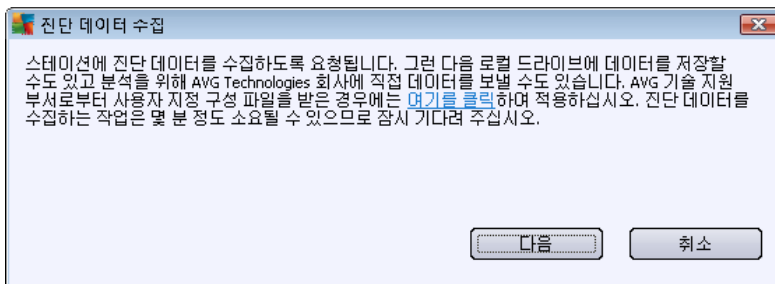 진단 데이터 수집
스테이션에 진단 데이터를 수집하도록 요청됩니다. 그런 다음 로컬 드라이브에 데이터를 저장할
수도 있고 분석을 위해 AVG Technologies 회사에 직접 데이터를 보낼 수도 있습니다. AVG 기술 지원
부서로부터 사용자 지정 구성 파일을 받은 경우에는 여기를 클릭하여 적용하십시오. 진단 데이터를
수집하는 작업은 몇 분 정도 소요될 수 있으므로 잠시 기다려 주십시오.
다음
취소